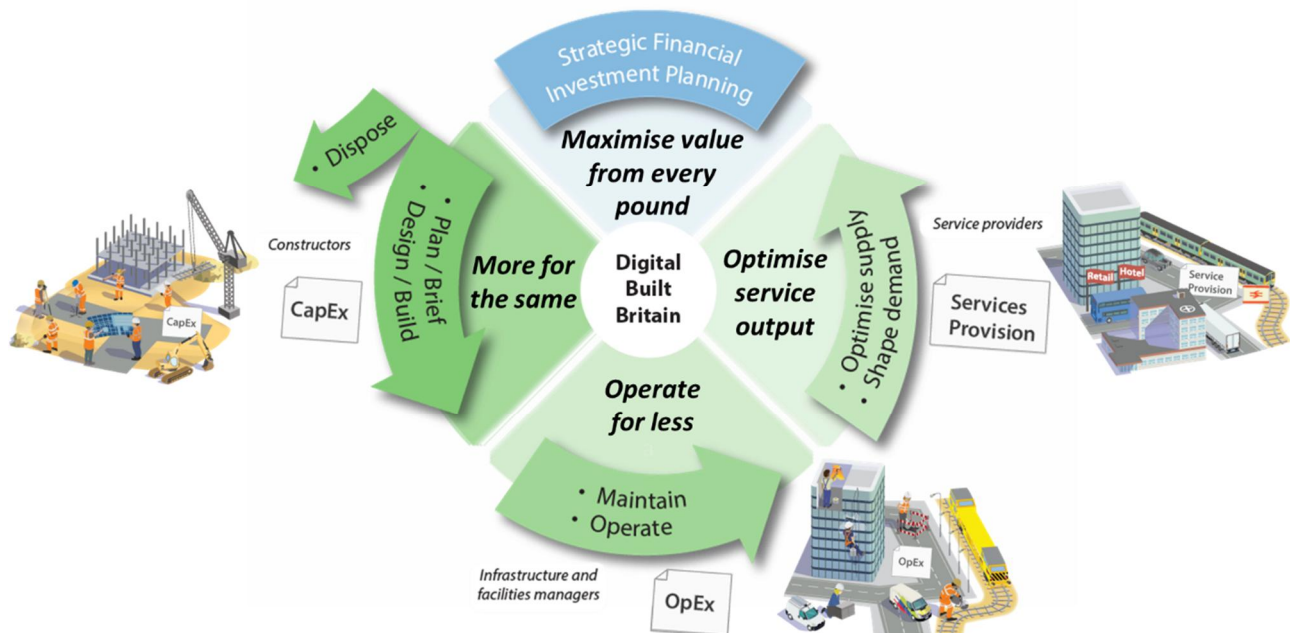 Strategic Financial
Investment Planning
Maximise value
from every
pound
• Dispose
• Plan / Brief
Design / Build
Constructors
CapEx
CapEx
More for
the same
Digital
Built
Britain
Optimise
service
output
• Optimise supply
• Shape demand
Service providers
Services
Provision
Retail
Hotel
Service
Provision
Operate
for less
• Maintain
• Operate
Infrastructure and
facilities managers
OpEx
OpEx